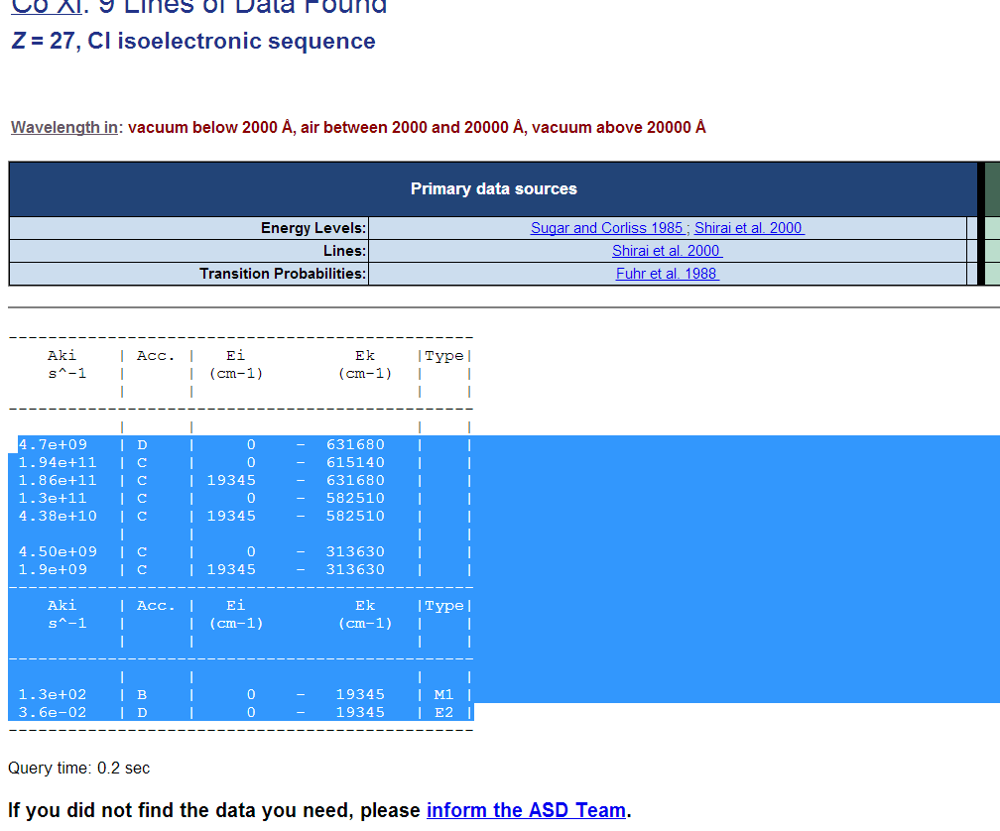 Co XI: 9 Lines of Data Found
Z = 27, Cl isoelectronic sequence
Wavelength in: vacuum below 2000 Å, air between 2000 and 20000 Å, vacuum above 20000 Å
Primary data sources
Energy Levels: Sugar and Corliss 1985 ; Shirai et al. 2000
Lines: Shirai et al. 2000
Transition Probabilities: Fuhr et al. 1988
-----------------------------------------------
Aki | Acc. | Ei Ek |Type|
s^-1 | | (cm-1) (cm-1) | |
| | | |
-----------------------------------------------
| | | |
4.7e+09 | D | 0 - 631680 | |
1.94e+11 | C | 0 - 615140 | |
1.86e+11 | C | 19345 - 631680 | |
1.3e+11 | C | 0 - 582510 | |
4.38e+10 | C | 19345 - 582510 | |
| | | |
4.50e+09 | C | 0 - 313630 | |
1.9e+09 | C | 19345 - 313630 | |
-----------------------------------------------
Aki | Acc. | Ei Ek |Type|
s^-1 | | (cm-1) (cm-1) | |
| | | |
-----------------------------------------------
| | | |
1.3e+02 | B | 0 - 19345 | M1 |
3.6e-02 | D | 0 - 19345 | E2 |
-----------------------------------------------
Query time: 0.2 sec
If you did not find the data you need, please inform the ASD Team.